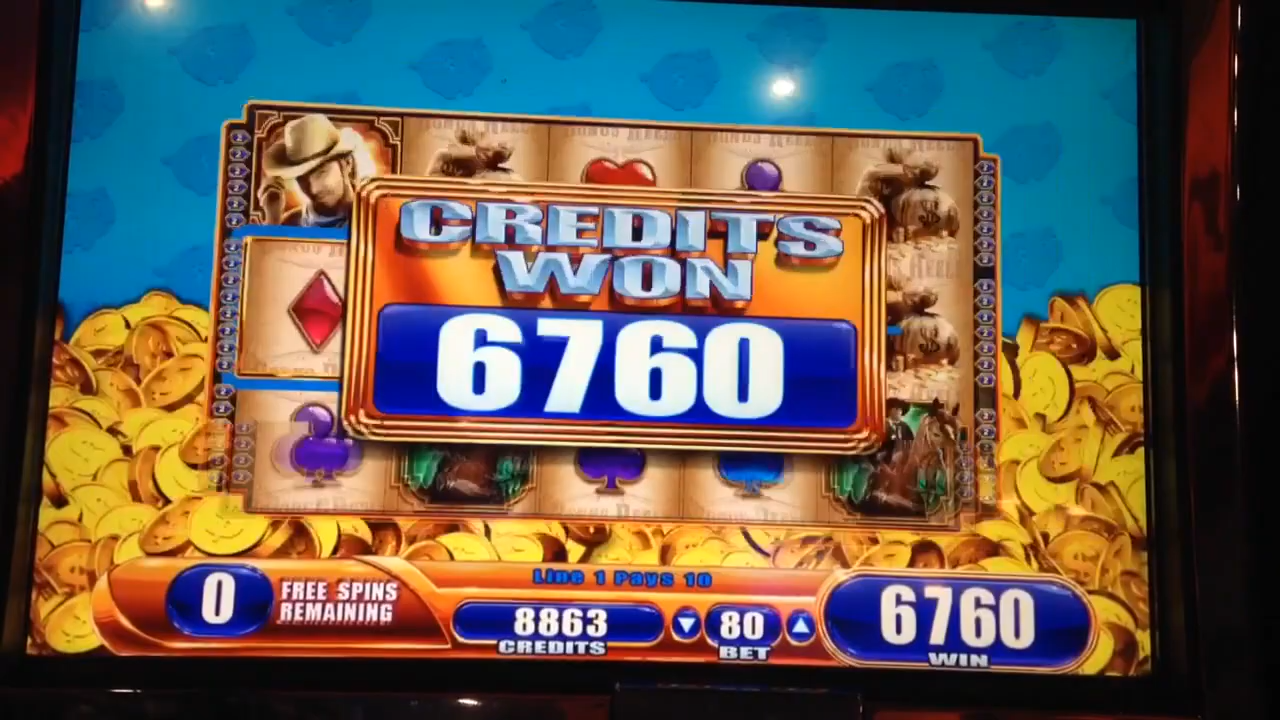 CREDITS
WON
6760
Line 1 Pays 10
0
FREE SPINS
REMAINING
8863
CREDITS
80
BET
6760
WIN